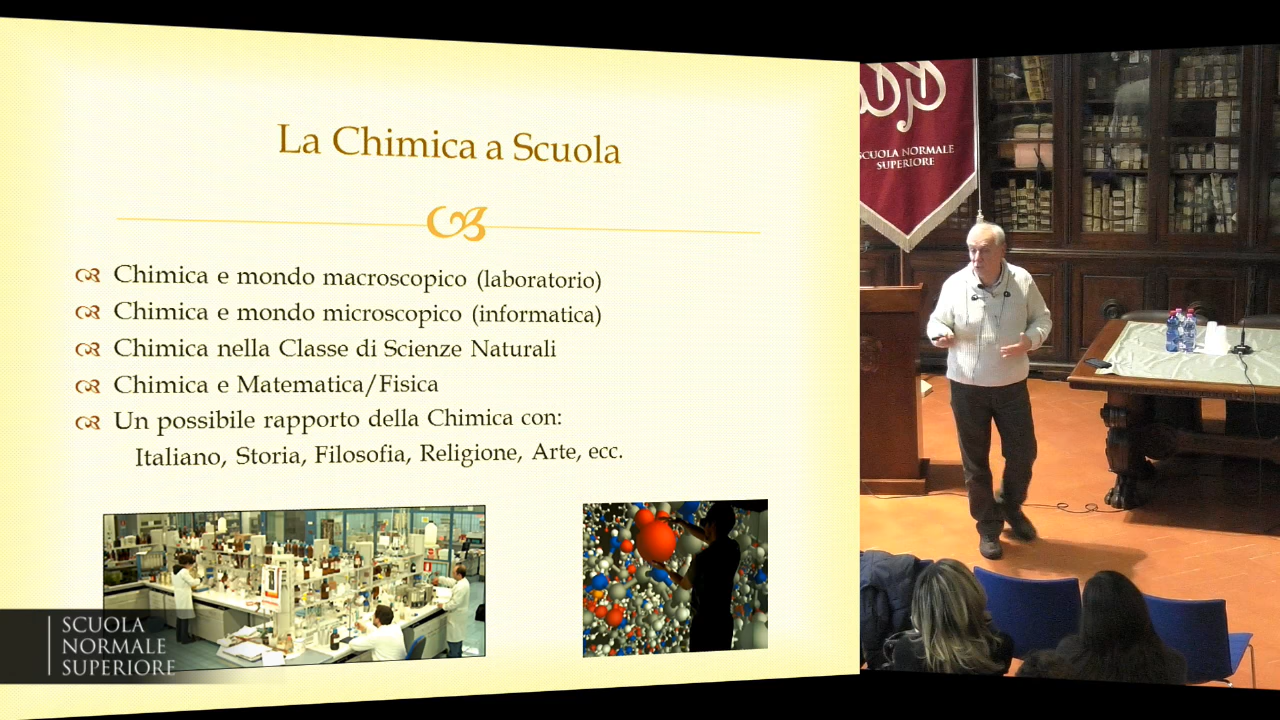 La Chimica a Scuola
Chimica e mondo macroscopico (laboratorio)
Chimica e mondo microscopico (informatica)
Chimica nella Classe di Scienze Naturali
Chimica e Matematica/Fisica
Un possibile rapporto della Chimica con:
Italiano, Storia, Filosofia, Religione, Arte, ecc.
SCUOLA
NORMALE
SUPERIORE
SCUOLA NORMALE
SUPERIORE